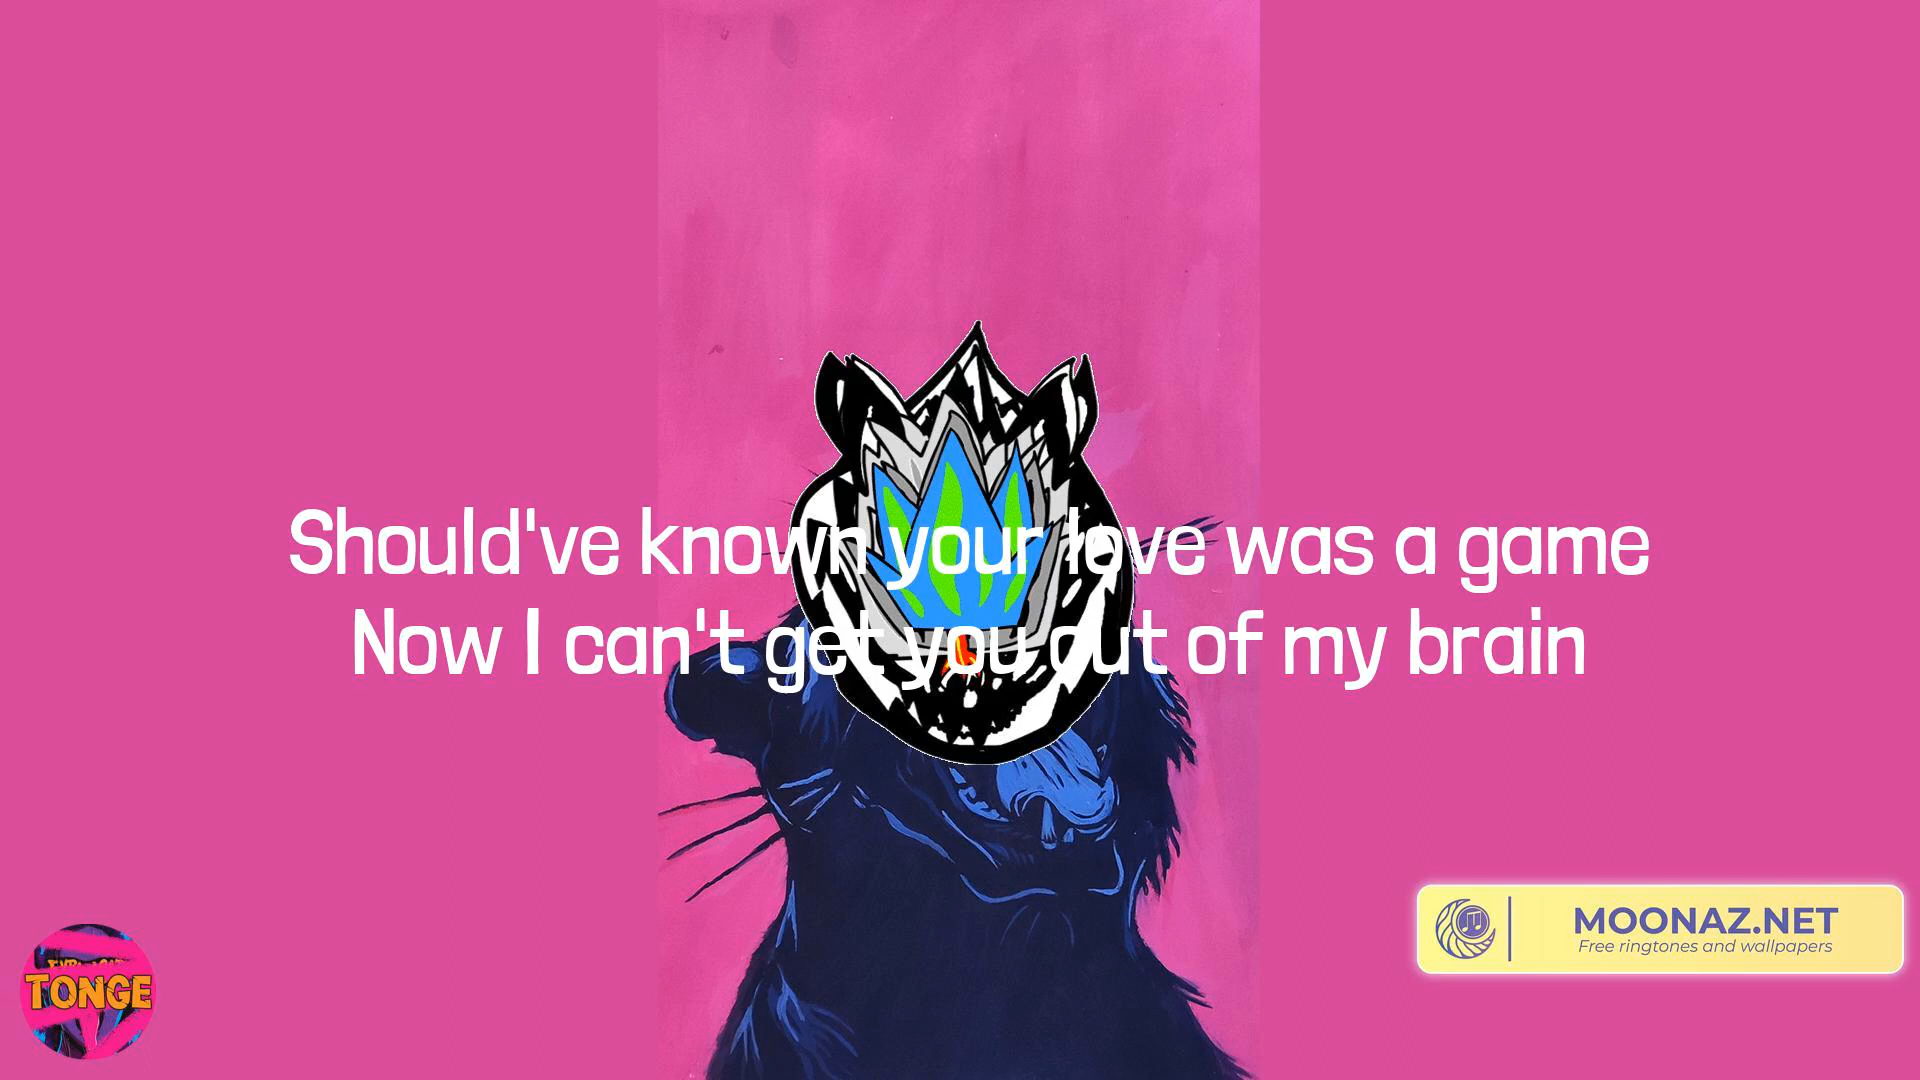 Should've known your love was a game
Now I can't get you out of my brain
TONGE
MOONAZ.NET
Free ringtones and wallpapers